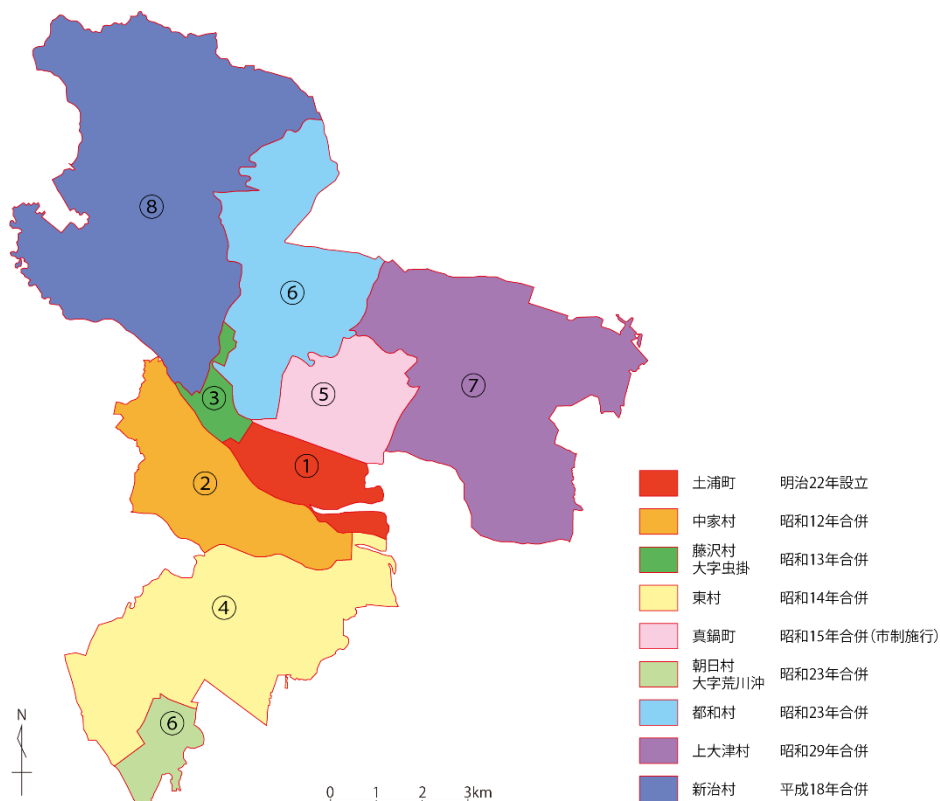 ⑧
⑥
⑦
③
⑤
①
②
④
⑥
土浦町 明治22年設立
中家村 昭和12年合併
藤沢村
大字虫掛 昭和13年合併
東村 昭和14年合併
真鍋町 昭和15年合併(市制施行)
朝日村
大字荒川沖 昭和23年合併
都和村 昭和23年合併
上大津村 昭和29年合併
新治村 平成18年合併
N
0 1 2 3km